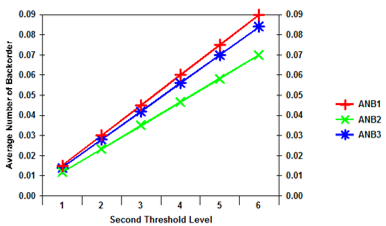 0.09 0.09
0.08 0.08
0.07 0.07
0.06 0.06
0.05 0.05
0.04 0.04
0.03 0.03
0.02 0.02
0.01 0.01
0.00 0.00
Average Number of Backorder
1 2 3 4 5 6
Second Threshold Level
ANB1
ANB2
ANB3